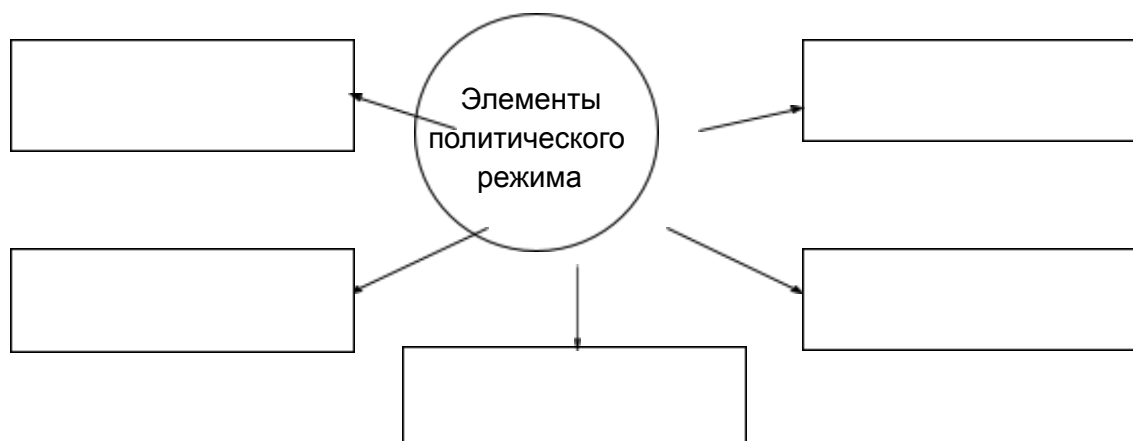 Элементы
политического
режима